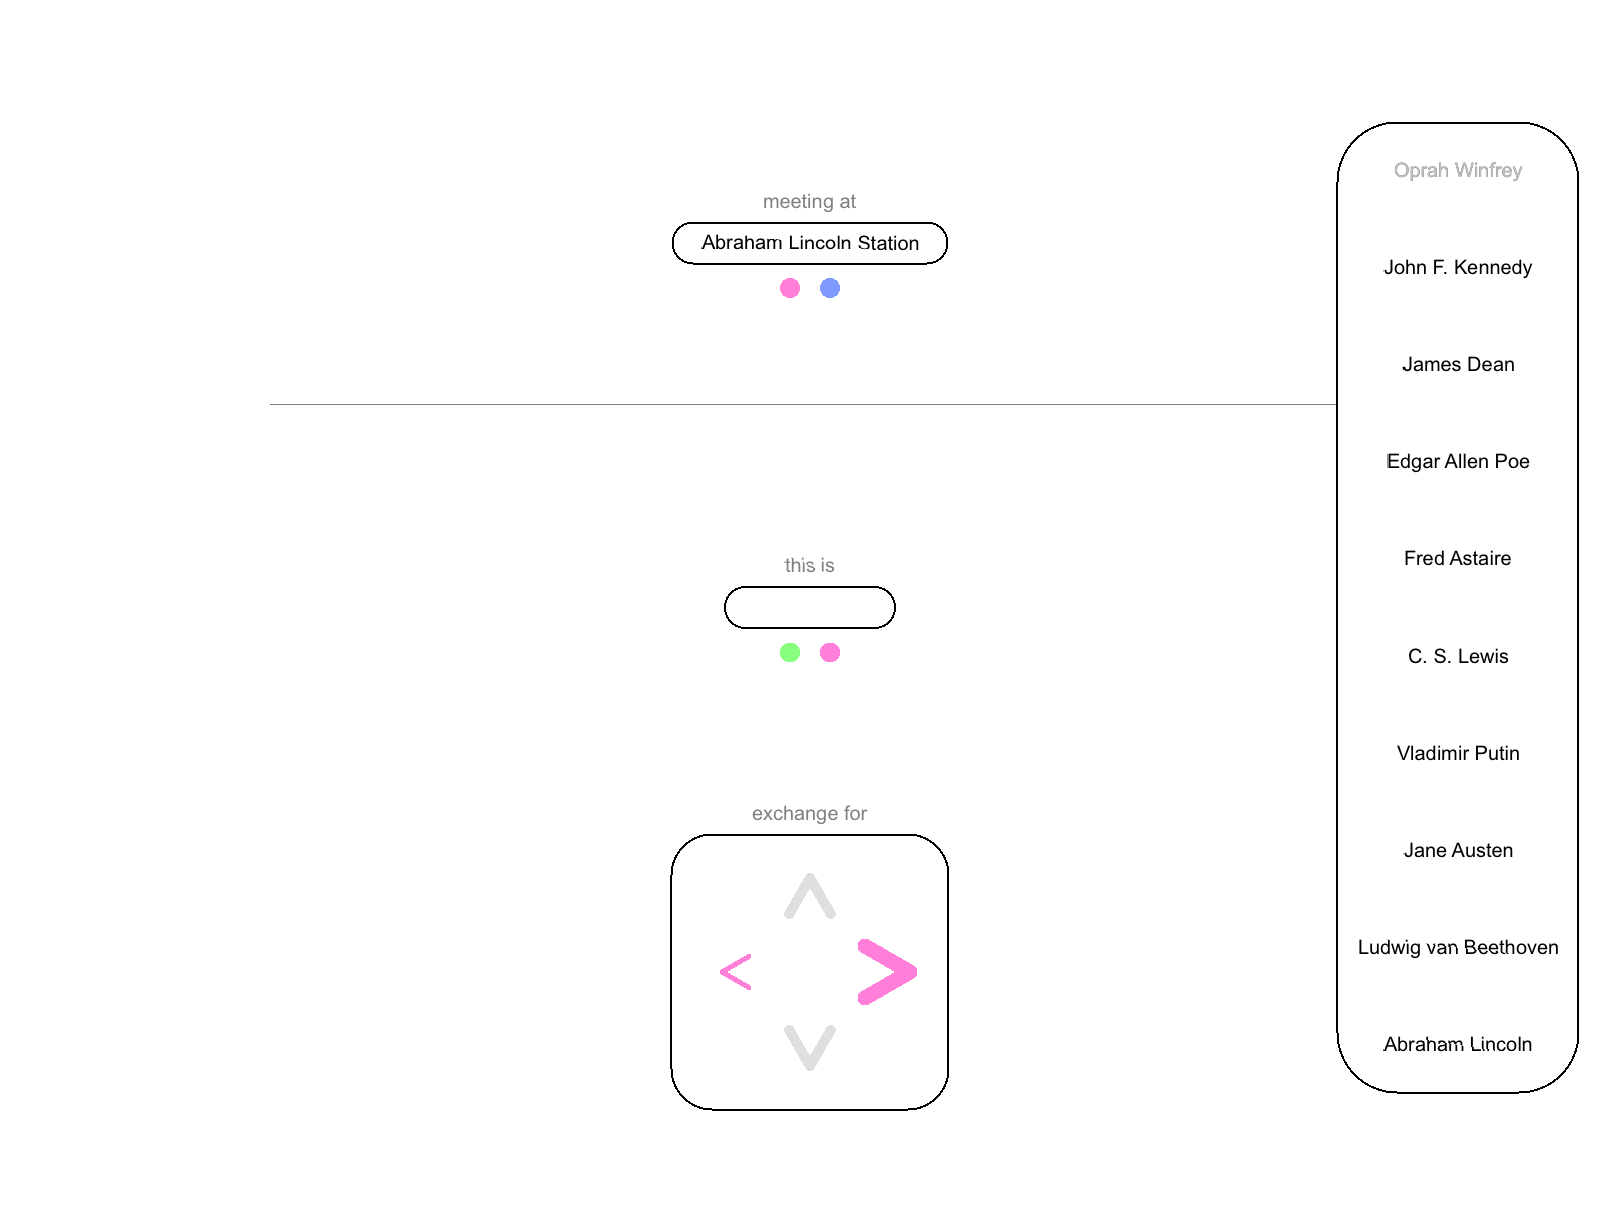 meeting at
Abraham Lincoln Station
this is
exchange for
Oprah Winfrey
John F. Kennedy
James Dean
Edgar Allen Poe
Fred Astaire
C. S. Lewis
Vladimir Putin
Jane Austen
Ludwig van Beethoven
Abraham Lincoln